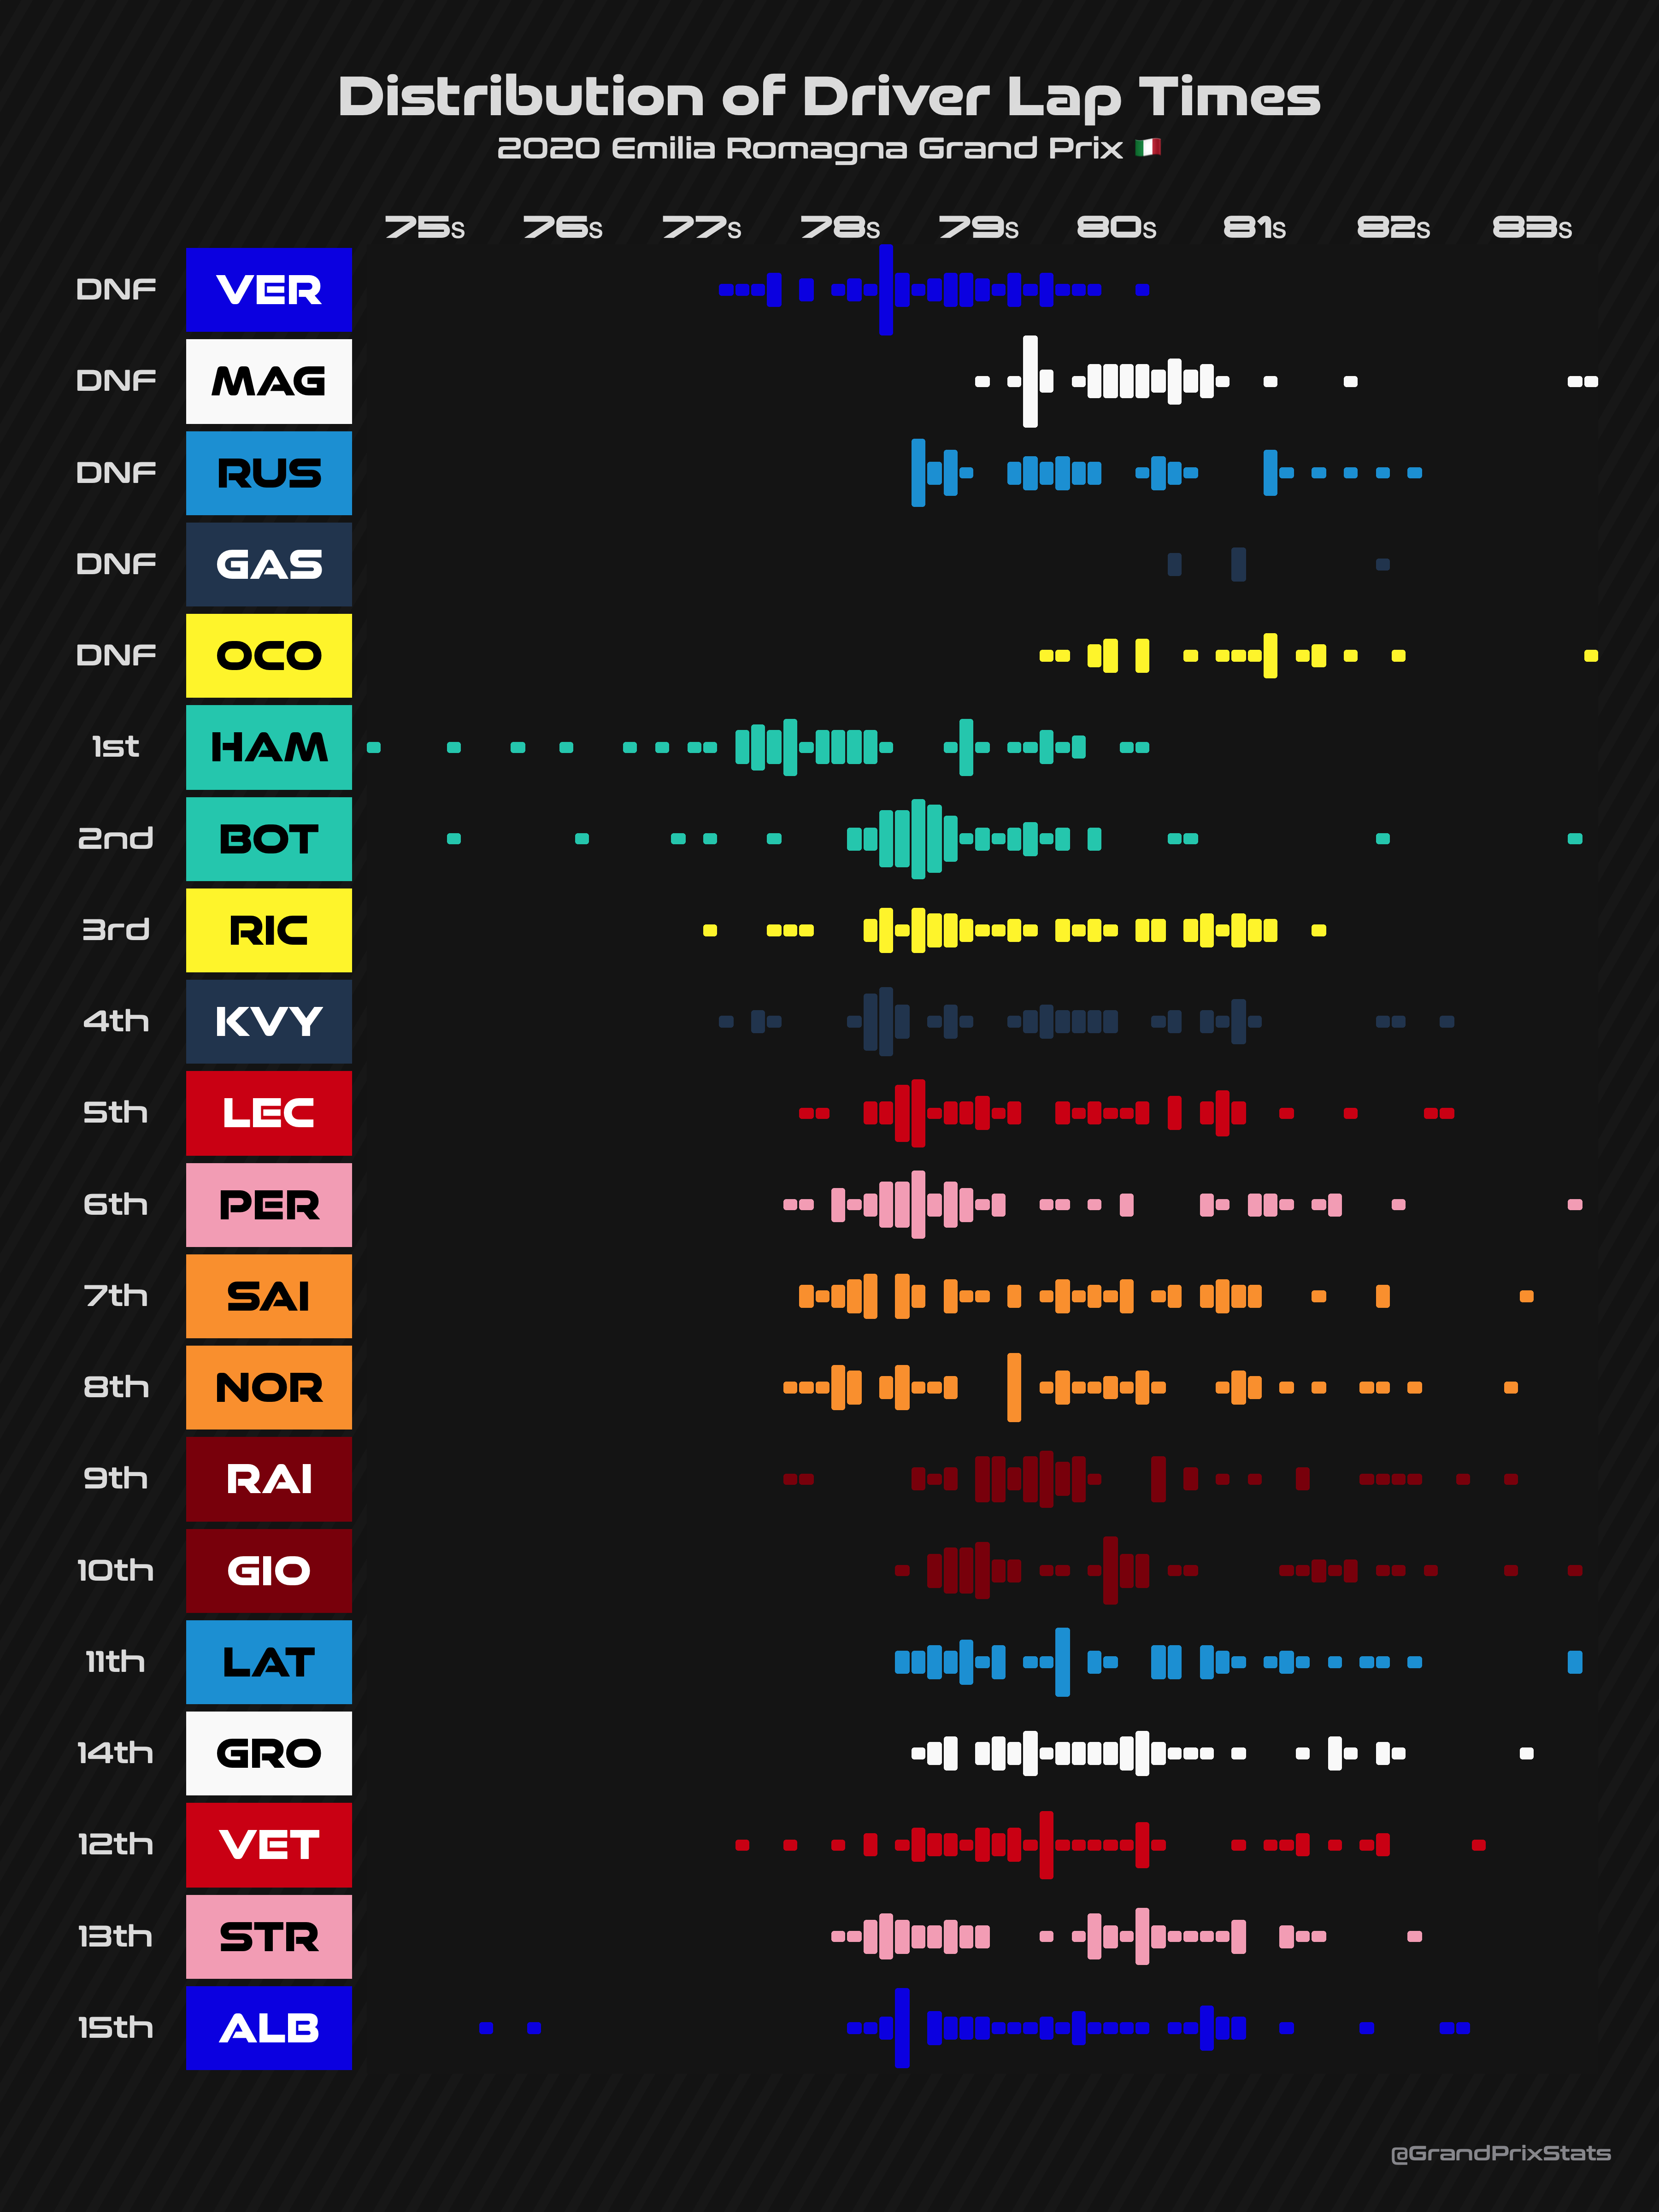 Distribution of Driver Lap Times
2020 Emilia Romagna Grand Prix 🇮🇹
75s 76s 77s 78s 79s 80s 81s 82s 83s
DNF VER
DNF MAG
DNF RUS
DNF GAS
DNF OCO
1st HAM
2nd BOT
3rd RIC
4th KVY
5th LEC
6th PER
7th SAI
8th NOR
9th RAI
10th GIO
11th LAT
14th GRO
12th VET
13th STR
15th ALB
@GrandPrixStats